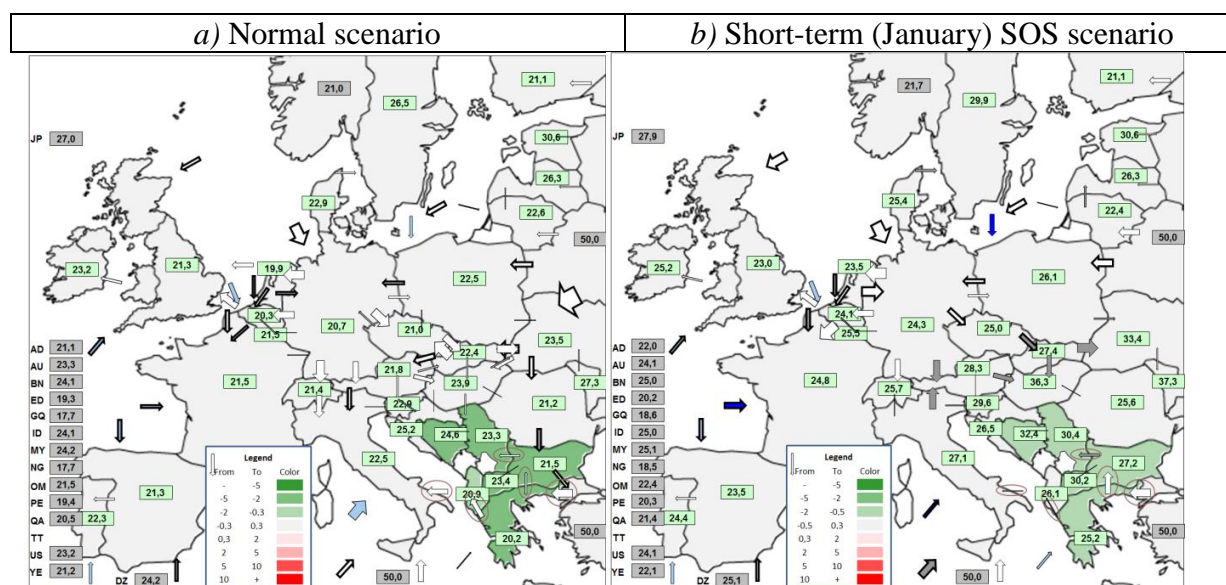 a) Normal scenario
b) Short-term (January) SOS scenario
21,0
26,5
21,1
JP 27,0
30,6
26,3
22,9
22,6
50,0
23,2
21,3
19,9
22,5
20,3
20,7
21,0
21,5
23,5
22,4
AD 21,1
AU 23,3
BN 24,1
ED 19,3
GQ 17,7
ID 24,1
MY 24,2
NG 17,7
OM 21,5
PE 19,4
QA 20,5
TT
US 23,2
YE 21,2
21,5
21,4
21,8
23,9
27,3
22,9
21,2
25,2
24,6
23,3
22,5
21,5
23,4
20,9
21,3
22,3
20,2
50,0
50,0
DZ 24,2
Legend
From To Color
- -5
-5 -2
-2 -0,3
-0,3 0,3
0,3 2
2 5
5 10
10 +
21,7
29,9
21,1
JP 27,9
30,6
26,3
25,4
22,4
50,0
25,2
23,0
23,5
26,1
24,1
24,3
25,0
25,5
33,4
27,4
AD 22,0
AU 24,1
BN 25,0
ED 20,2
GQ 18,6
ID 25,0
MY 25,1
NG 18,5
OM 22,4
PE 20,3
QA 21,4
TT
US 24,1
YE 22,1
24,8
25,7
28,3
36,3
37,3
29,6
25,6
26,5
32,4
30,4
27,1
27,2
30,2
26,1
23,5
24,4
25,2
50,0
50,0
DZ 25,1
Legend
From To Color
- -5
-5 -2
-2 -0,5
-0,5 0,3
0,3 2
2 5
5 10
10 +